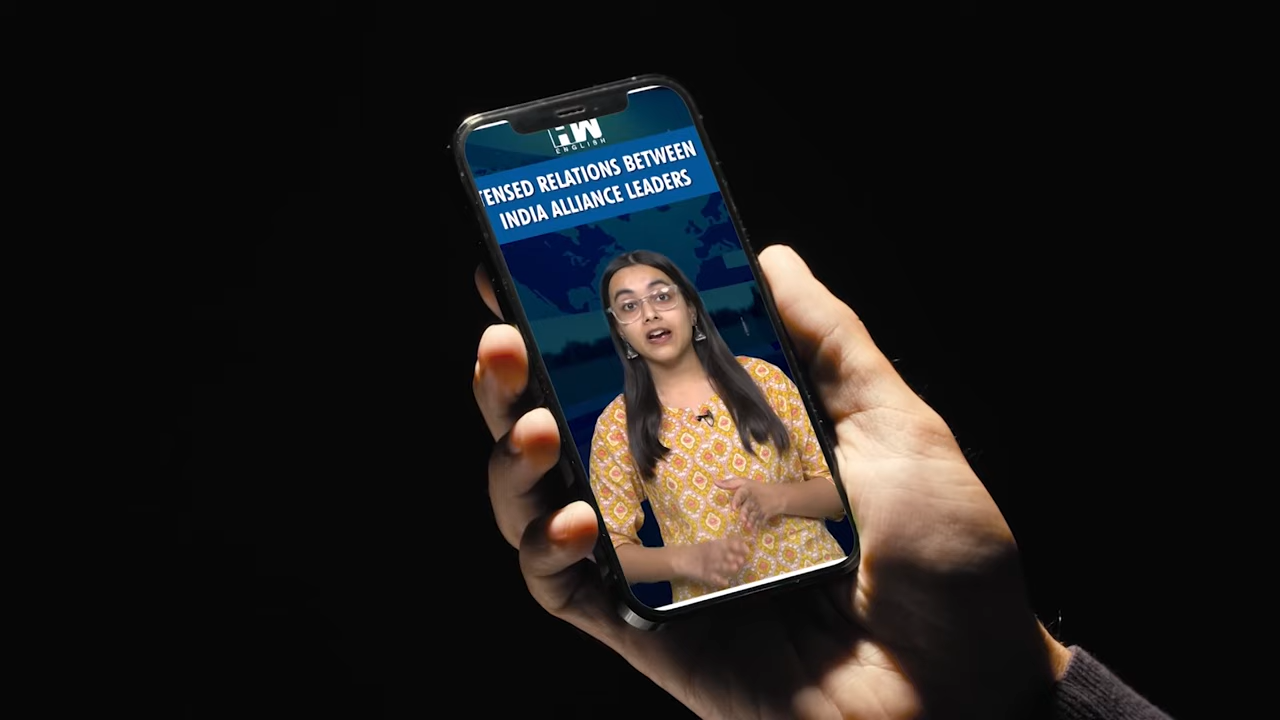 HW
ENGLISH
TENSED RELATIONS BETWEEN
INDIA ALLIANCE LEADERS